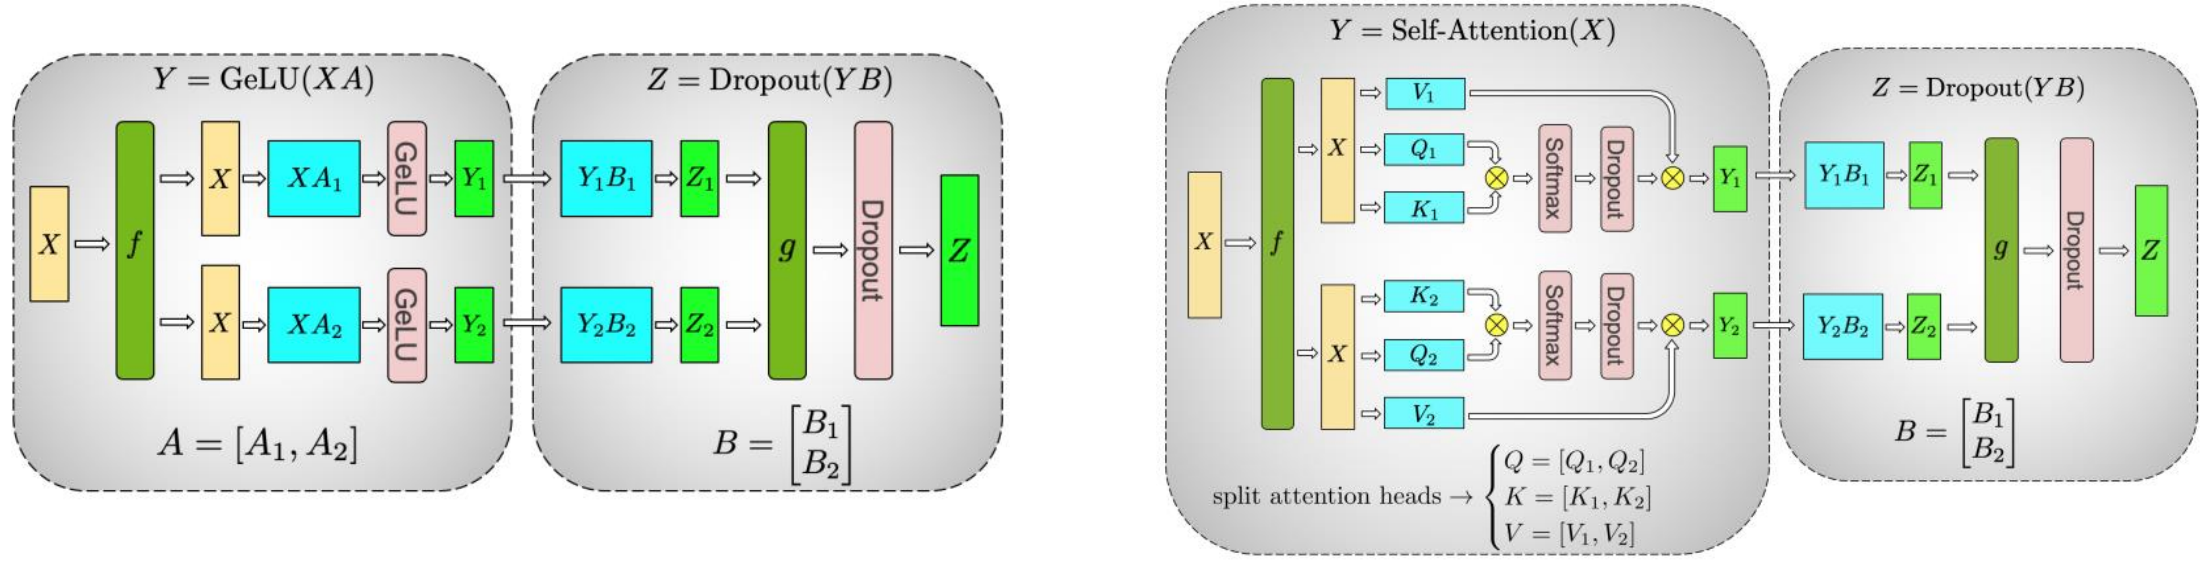 Y = GeLU(XA)
X
f
X
XA₁
GeLU
Y₁
X
XA₂
GeLU
Y₂
A = [A₁, A₂]
Z = Dropout(YB)
Y₁B₁
Z₁
Y₂B₂
Z₂
g
Dropout
Z
B = [B₁
B₂]
Y = Self-Attention(X)
X
f
X
V₁
Q₁
K₁
Softmax
Dropout
Y₁
X
K₂
Q₂
V₂
Softmax
Dropout
Y₂
split attention heads → { Q = [Q₁, Q₂]
K = [K₁, K₂]
V = [V₁, V₂]
Z = Dropout(YB)
Y₁B₁
Z₁
Y₂B₂
Z₂
g
Dropout
Z
B = [B₁
B₂]